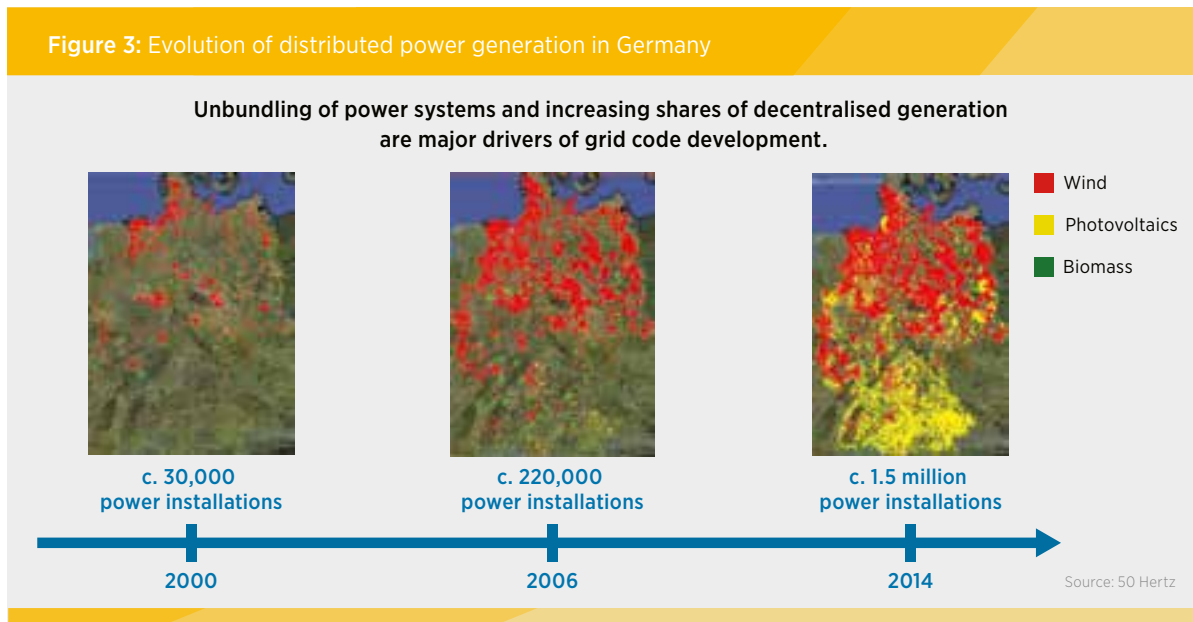 Figure 3: Evolution of distributed power generation in Germany
Unbundling of power systems and increasing shares of decentralised generation
are major drivers of grid code development.
Wind
Photovoltaics
Biomass
c. 30,000
power installations
c. 220,000
power installations
c. 1.5 million
power installations
2000
2006
2014
Source: 50 Hertz